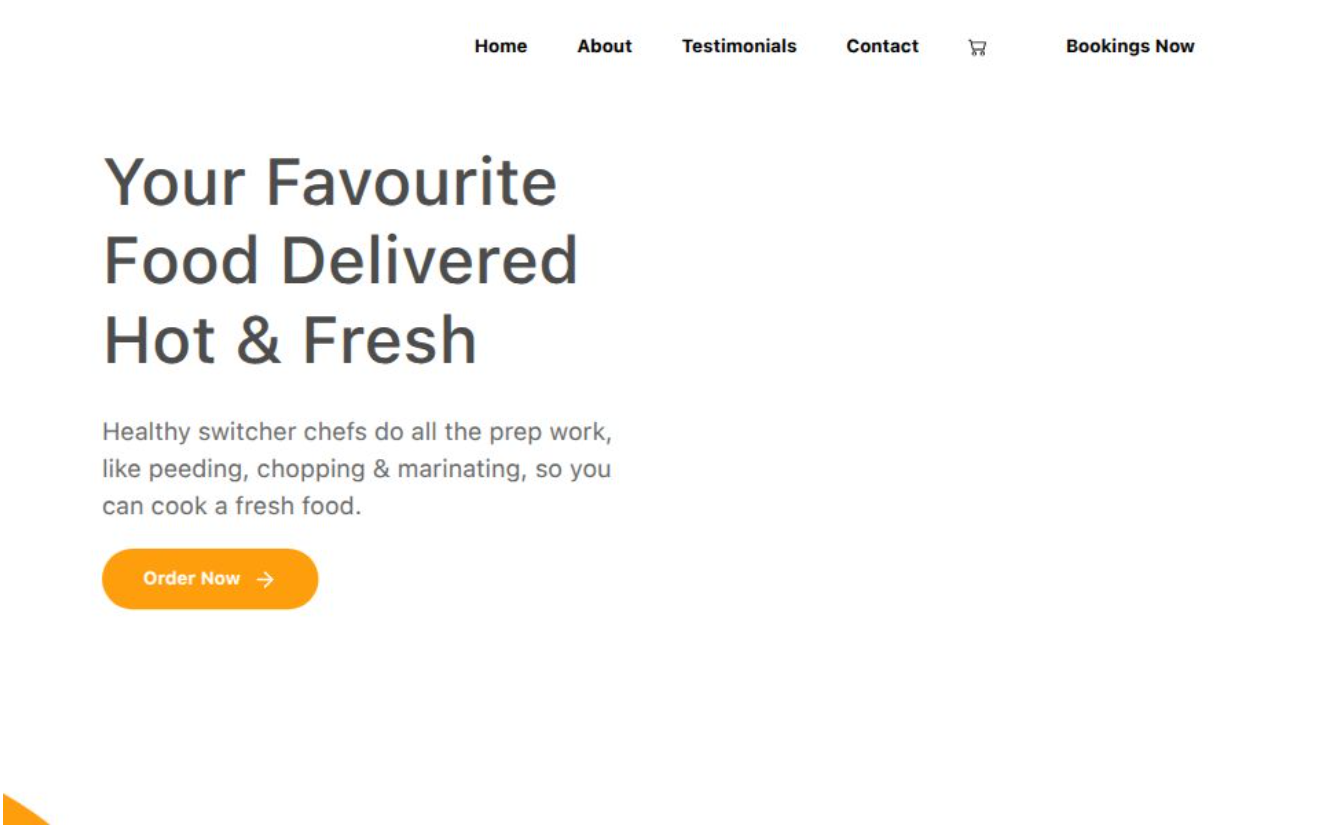 Home About Testimonials Contact Bookings Now
Your Favourite
Food Delivered
Hot & Fresh
Healthy switcher chefs do all the prep work,
like peeding, chopping & marinating, so you
can cook a fresh food.
Order Now